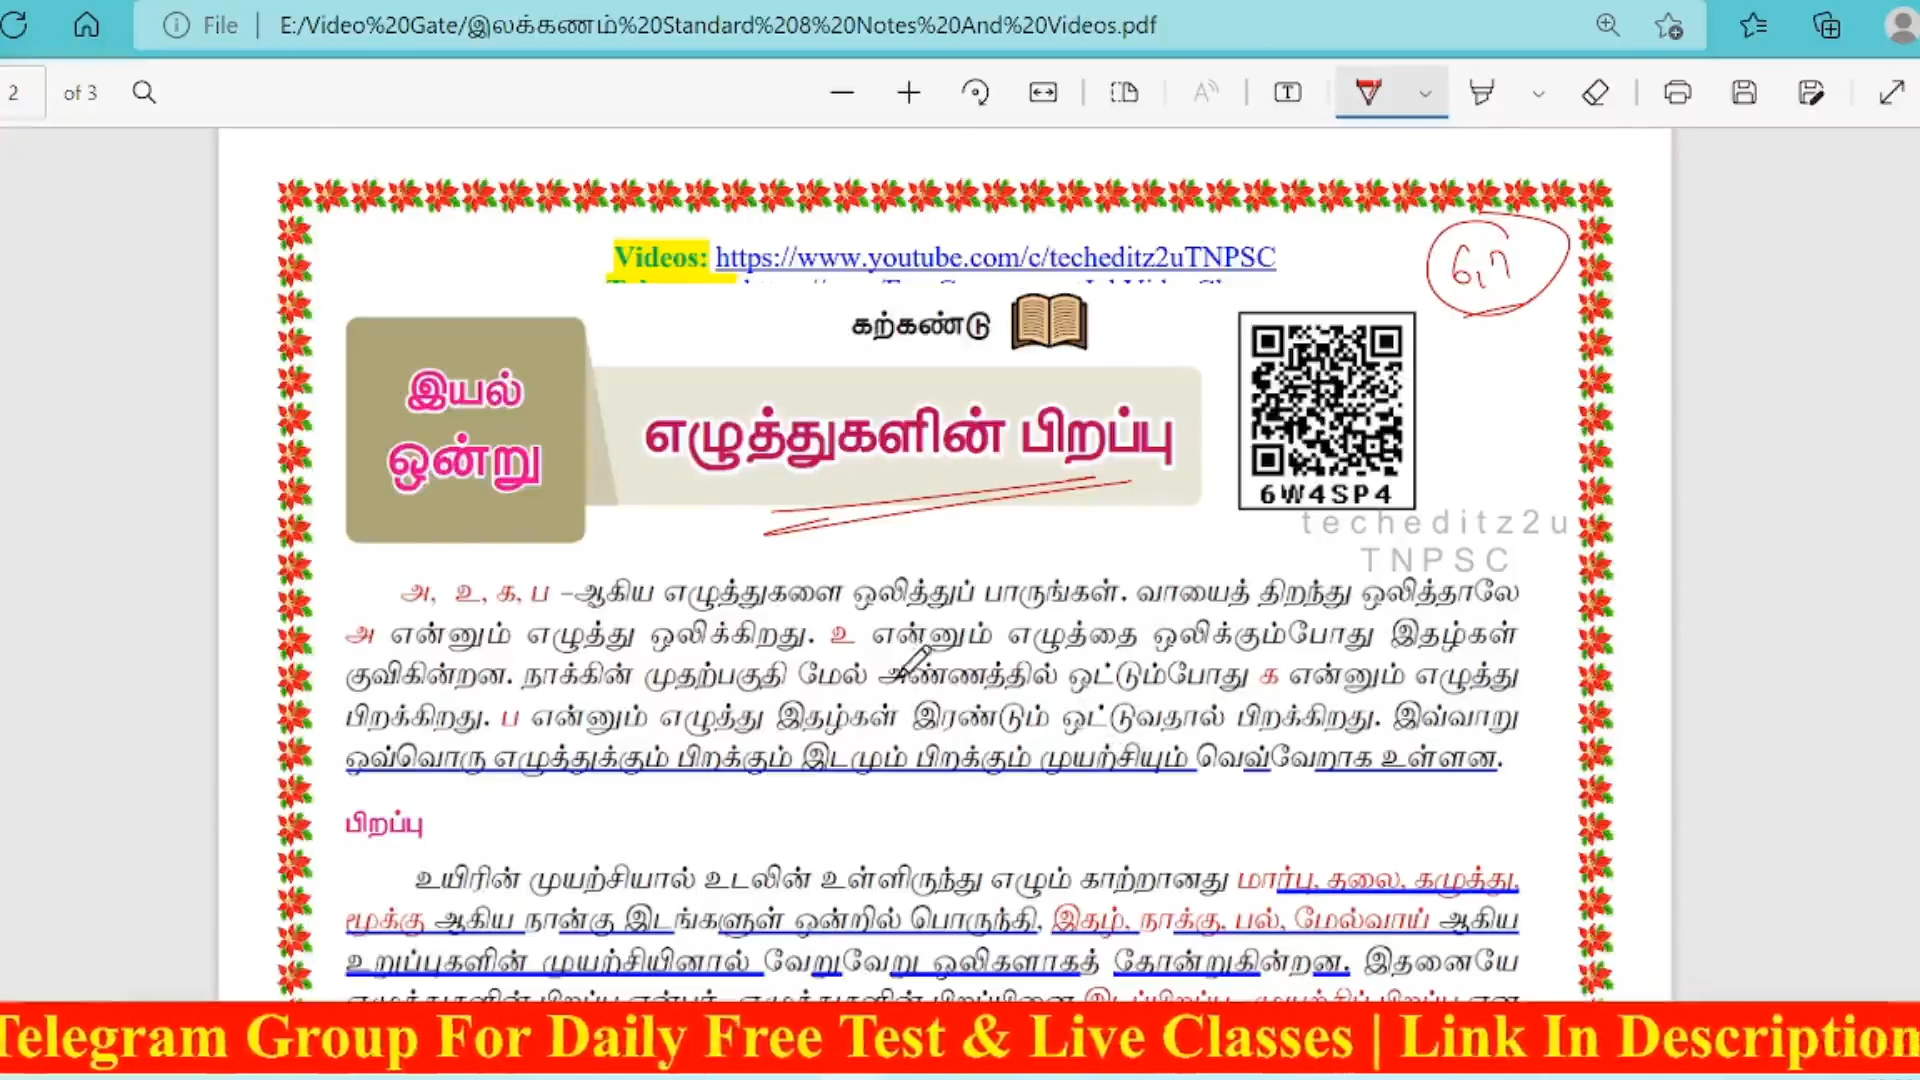 File | E:/Video%20Gate/இலக்கணம்%20Standard%208%20Notes%20And%20Videos.pdf
2 of 3
Videos: https://www.youtube.com/c/techeditz2uTNPSC
6,7
கற்கண்டு
இயல்
ஒன்று
எழுத்துகளின் பிறப்பு
6W4SP4
techeditz2u
TNPSC
அ, உ, க, ப –ஆகிய எழுத்துகளை ஒலித்துப் பாருங்கள். வாயைத் திறந்து ஒலித்தாலே
அ என்னும் எழுத்து ஒலிக்கிறது. உ என்னும் எழுத்தை ஒலிக்கும்போது இதழ்கள்
குவிகின்றன. நாக்கின் முதற்பகுதி மேல் அண்ணத்தில் ஒட்டும்போது க என்னும் எழுத்து
பிறக்கிறது. ப என்னும் எழுத்து இதழ்கள் இரண்டும் ஒட்டுவதால் பிறக்கிறது. இவ்வாறு
ஒவ்வொரு எழுத்துக்கும் பிறக்கும் இடமும் பிறக்கும் முயற்சியும் வெவ்வேறாக உள்ளன.
பிறப்பு
உயிரின் முயற்சியால் உடலின் உள்ளிருந்து எழும் காற்றானது மார்பு, தலை, கழுத்து,
மூக்கு ஆகிய நான்கு இடங்களுள் ஒன்றில் பொருந்தி, இதழ், நாக்கு, பல், மேல்வாய் ஆகிய
உறுப்புகளின் முயற்சியினால் வேறுவேறு ஒலிகளாகத் தோன்றுகின்றன. இதனையே
Telegram Group For Daily Free Test & Live Classes | Link In Description